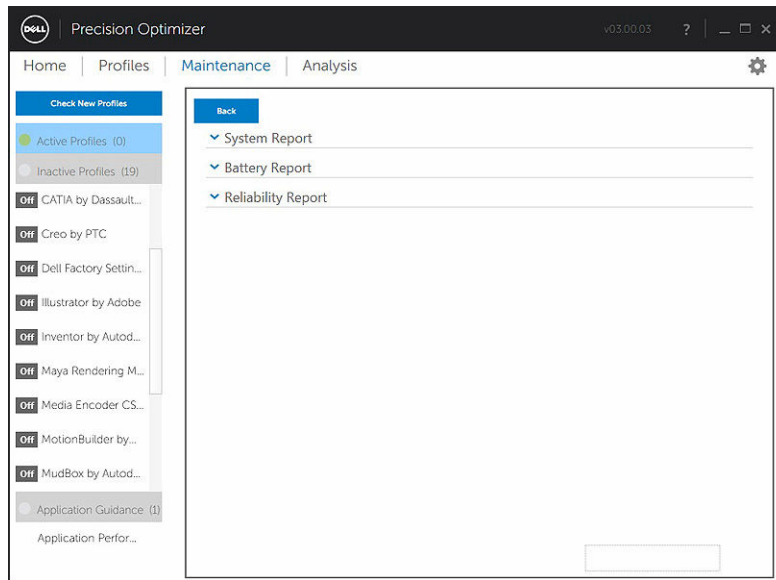 DELL Precision Optimizer v03.00.03 ?
Home Profiles Maintenance Analysis
Check New Profiles
Active Profiles (0)
Inactive Profiles (19)
Off CATIA by Dassault...
Off Creo by PTC
Off Dell Factory Settin...
Off Illustrator by Adobe
Off Inventor by Autod...
Off Maya Rendering M...
Off Media Encoder CS...
Off MotionBuilder by...
Off MudBox by Autod...
Application Guidance (1)
Application Perfor...
Back
System Report
Battery Report
Reliability Report